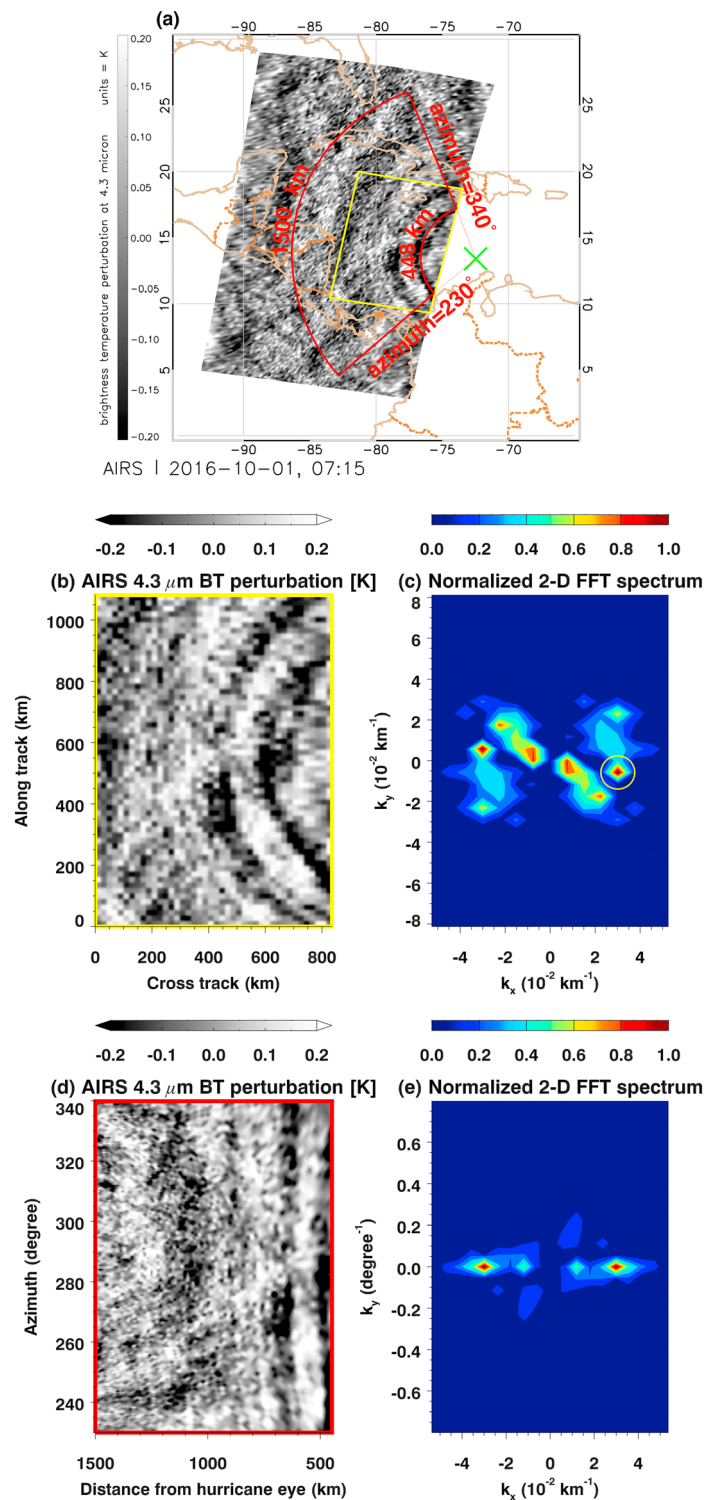 (a)
−90 −85 −80 −75 −70
0.20
0.15
0.10
0.05
0.00
−0.05
−0.10
−0.15
−0.20
brightness temperature perturbation at 4.3 micron units = K
25
20
15
10
5
25
20
15
10
5
1500 km
448 km
azimuth=340°
azimuth=230°
−90 −85 −80 −75 −70
AIRS | 2016−10−01, 07:15
-0.2 -0.1 0.0 0.1 0.2
(b) AIRS 4.3 μm BT perturbation [K]
1000
800
600
400
200
0
Along track (km)
0 200 400 600 800
Cross track (km)
0.0 0.2 0.4 0.6 0.8 1.0
(c) Normalized 2-D FFT spectrum
8
6
4
2
0
-2
-4
-6
-8
ky (10-2 km-1)
-4 -2 0 2 4
kx (10-2 km-1)
-0.2 -0.1 0.0 0.1 0.2
(d) AIRS 4.3 μm BT perturbation [K]
340
320
300
280
260
240
Azimuth (degree)
1500 1000 500
Distance from hurricane eye (km)
0.0 0.2 0.4 0.6 0.8 1.0
(e) Normalized 2-D FFT spectrum
0.6
0.4
0.2
0.0
-0.2
-0.4
-0.6
ky (degree-1)
-4 -2 0 2 4
kx (10-2 km-1)